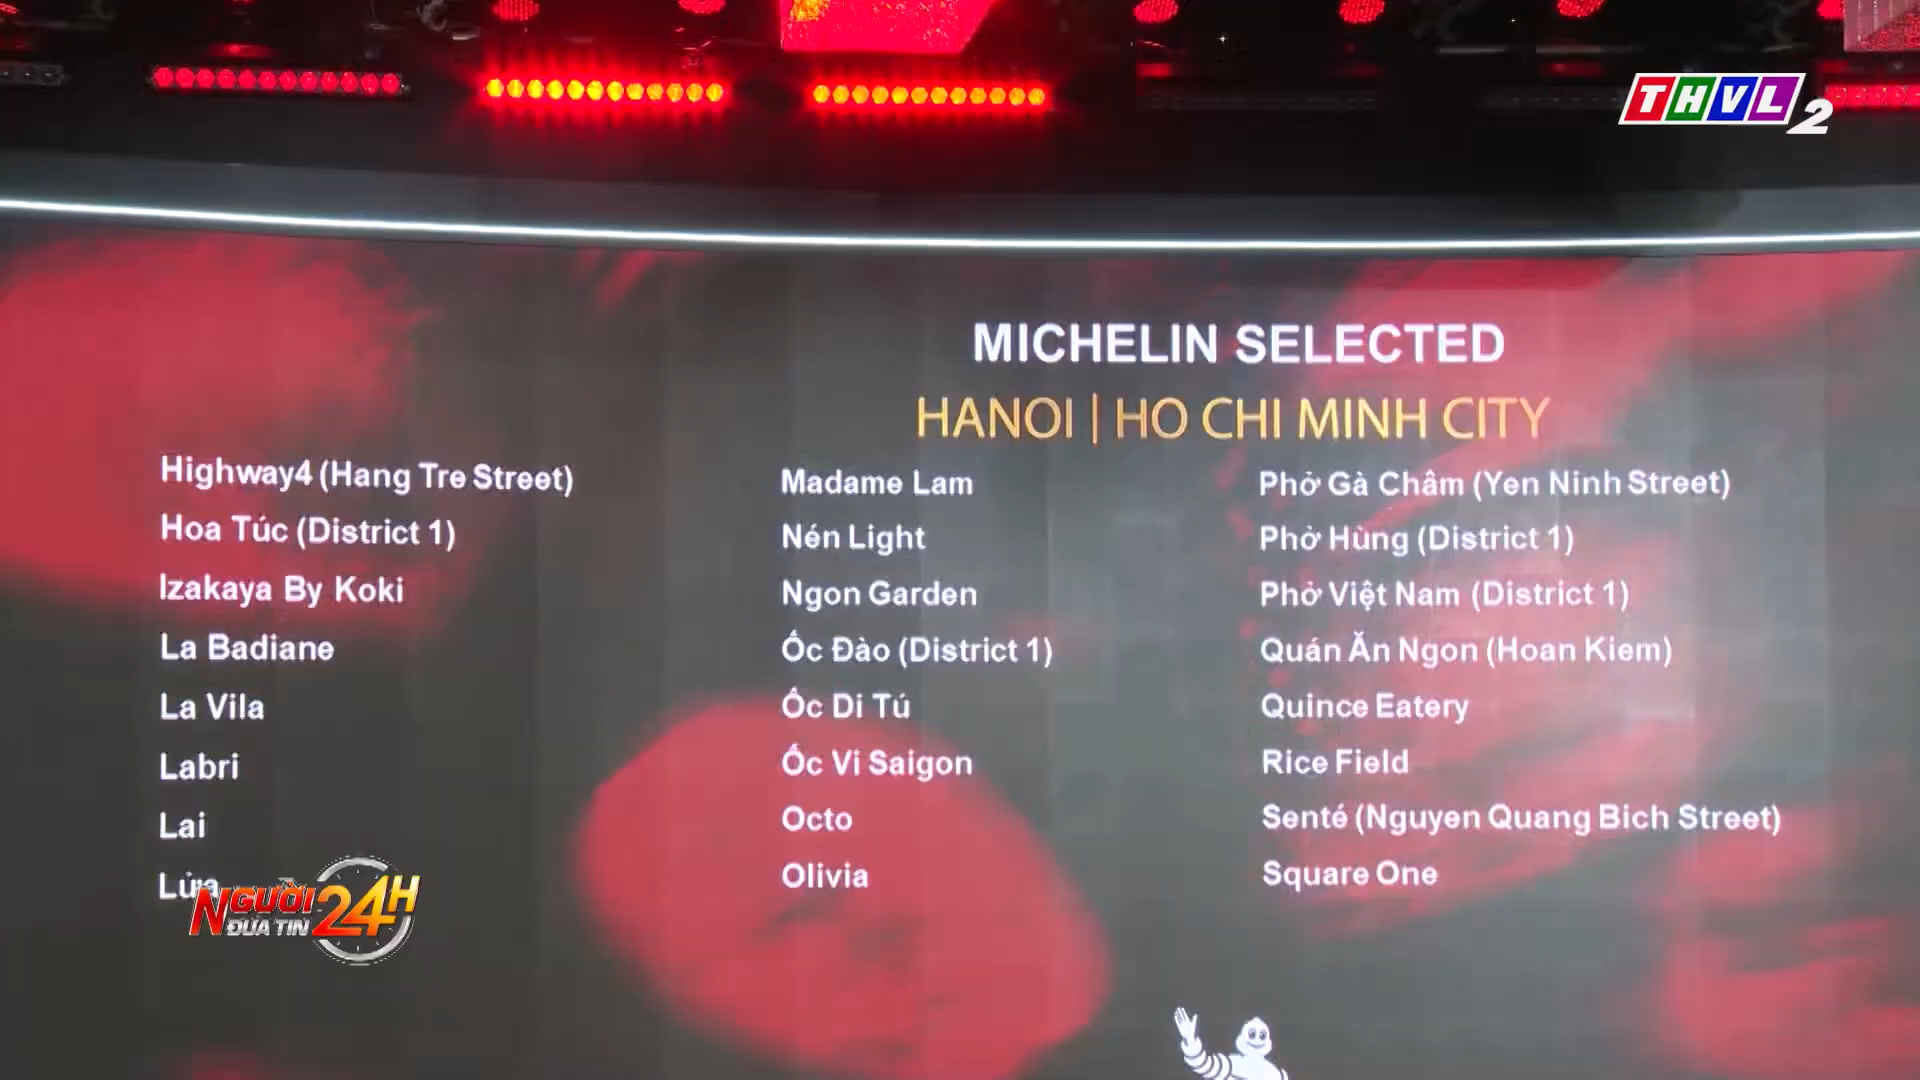 THVL2
MICHELIN SELECTED
HANOI | HO CHI MINH CITY
Highway4 (Hang Tre Street)
Hoa Túc (District 1)
Izakaya By Koki
La Badiane
La Vila
Labri
Lai
Lửa
Madame Lam
Nén Light
Ngon Garden
Ốc Đào (District 1)
Ốc Di Tú
Ốc Vi Saigon
Octo
Olivia
Phở Gà Châm (Yen Ninh Street)
Phở Hùng (District 1)
Phở Việt Nam (District 1)
Quán Ăn Ngon (Hoan Kiem)
Quince Eatery
Rice Field
Senté (Nguyen Quang Bich Street)
Square One
NGƯỜI
ĐƯA TIN 24H